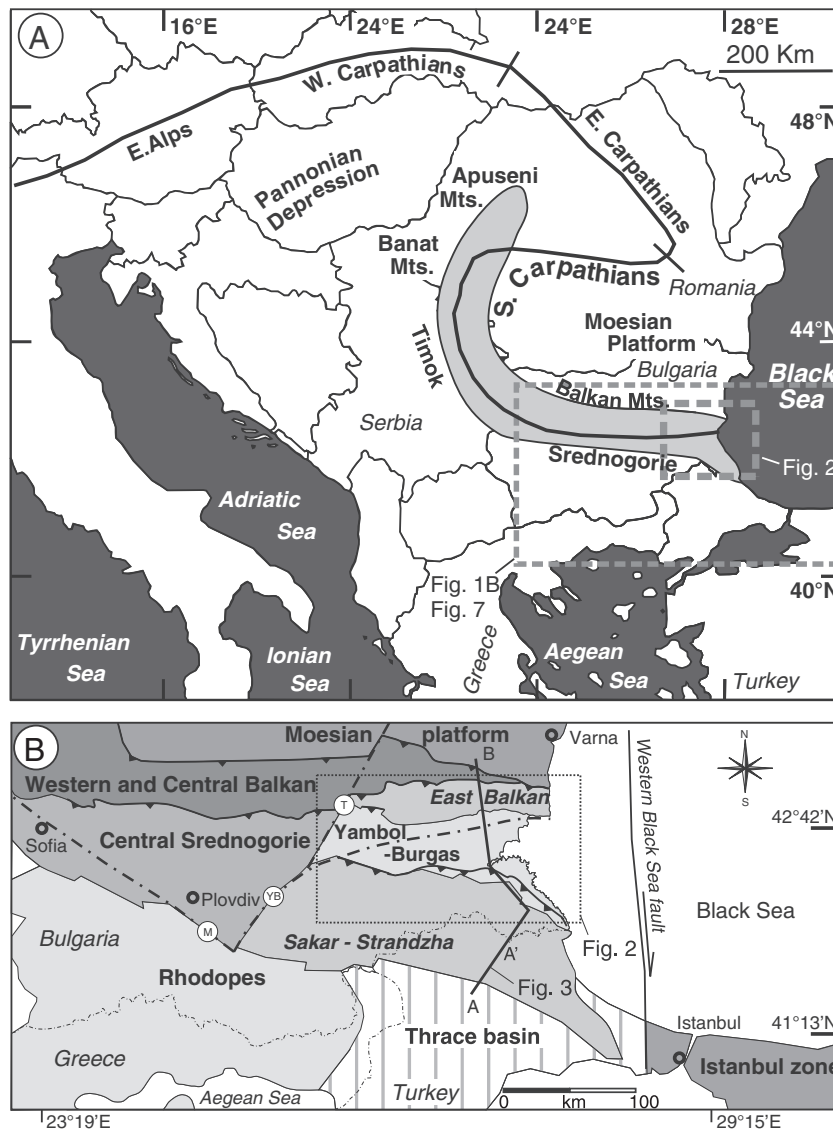 A
16°E
24°E
24°E
28°E
200 Km
W. Carpathians
48°N
E.Alps
E. Carpathians
Pannonian
Depression
Apuseni
Mts.
Banat
Mts.
S. Carpathians
Romania
Moesian
Platform
44°N
Timok
Bulgaria
Black
Sea
Balkan Mts.
Serbia
Srednogorie
Fig. 2
Adriatic
Sea
Fig. 1B
Fig. 7
40°N
Tyrrhenian
Sea
Ionian
Sea
Greece
Aegean
Sea
Turkey
B
Moesian platform
B
Varna
N
S
Western and Central Balkan
East Balkan
T
42°42'
Sofia
Central Srednogorie
Yambol
-Burgas
Western Black Sea fault
Plovdiv
YB
Black Sea
M
Bulgaria
Sakar - Strandzha
Fig. 2
A'
Rhodopes
Fig. 3
A
Istanbul
41°13'
Thrace basin
Greece
Istanbul zone
Turkey
Aegean Sea
0 km 100
23°19'E
29°15'E